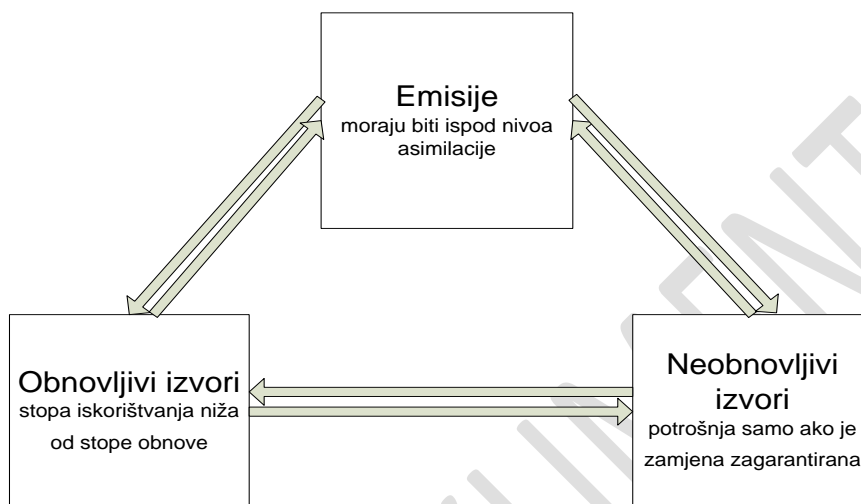 Emisije
moraju biti ispod nivoa
asimilacije
Obnovljivi izvori
stopa iskorištvanja niža
od stope obnove
Neobnovljivi
izvori
potrošnja samo ako je
zamjena zagarantirana